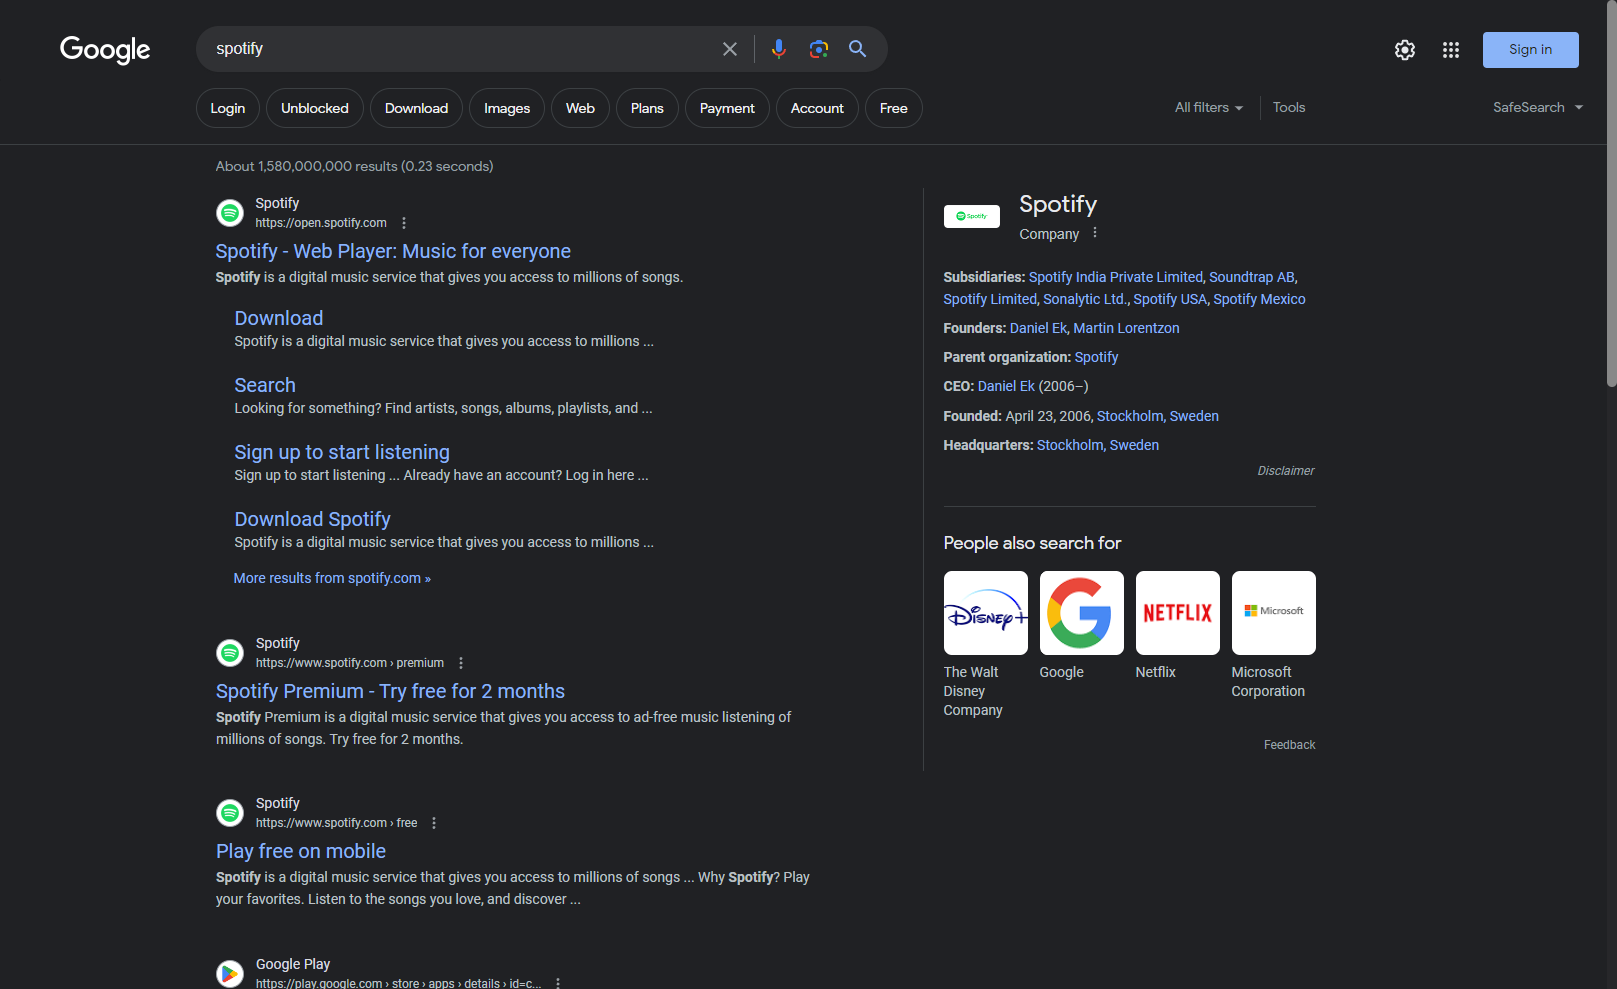 Google
spotify
Sign in
Login
Unblocked
Download
Images
Web
Plans
Payment
Account
Free
All filters
Tools
SafeSearch
About 1,580,000,000 results (0.23 seconds)
Spotify
https://open.spotify.com
Spotify - Web Player: Music for everyone
Spotify is a digital music service that gives you access to millions of songs.
Download
Spotify is a digital music service that gives you access to millions ...
Search
Looking for something? Find artists, songs, albums, playlists, and ...
Sign up to start listening
Sign up to start listening ... Already have an account? Log in here ...
Download Spotify
Spotify is a digital music service that gives you access to millions ...
More results from spotify.com »
Spotify
https://www.spotify.com › premium
Spotify Premium - Try free for 2 months
Spotify Premium is a digital music service that gives you access to ad-free music listening of
millions of songs. Try free for 2 months.
Spotify
https://www.spotify.com › free
Play free on mobile
Spotify is a digital music service that gives you access to millions of songs ... Why Spotify? Play
your favorites. Listen to the songs you love, and discover ...
Google Play
https://play.google.com › store › apps › details › id=c...
Spotify
Spotify
Company
Subsidiaries: Spotify India Private Limited, Soundtrap AB,
Spotify Limited, Sonalytic Ltd., Spotify USA, Spotify Mexico
Founders: Daniel Ek, Martin Lorentzon
Parent organization: Spotify
CEO: Daniel Ek (2006–)
Founded: April 23, 2006, Stockholm, Sweden
Headquarters: Stockholm, Sweden
Disclaimer
People also search for
Disney+
NETFLIX
Microsoft
The Walt
Disney
Company
Google
Netflix
Microsoft
Corporation
Feedback